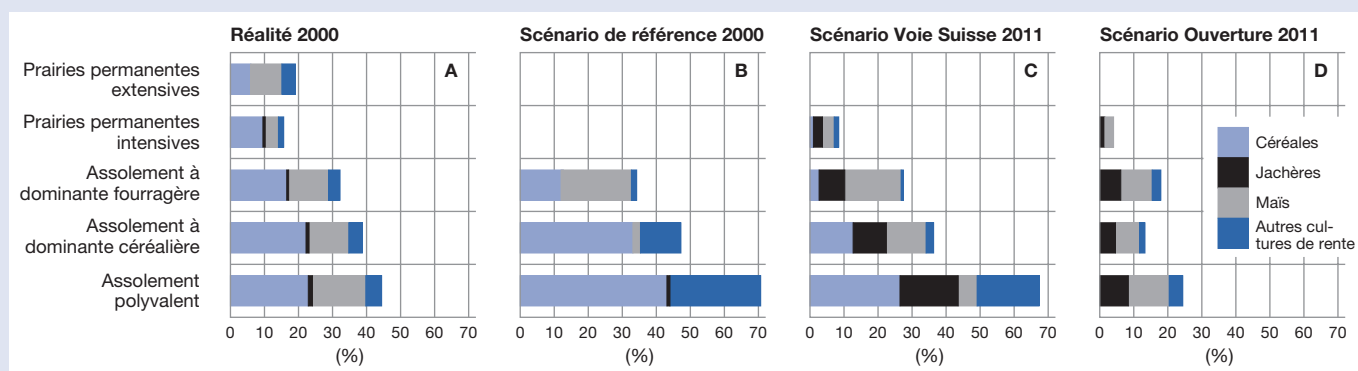 Réalité 2000
Scénario de référence 2000
Scénario Voie Suisse 2011
Scénario Ouverture 2011
Prairies permanentes
extensives
Prairies permanentes
intensives
Assolement à
dominante fourragère
Assolement à
dominante céréalière
Assolement
polyvalent
A
B
C
D
Céréales
Jachères
Maïs
Autres cul-
tures de rente
0 10 20 30 40 50 60 70
0 10 20 30 40 50 60 70
0 10 20 30 40 50 60 70
0 10 20 30 40 50 60 70
(%)
(%)
(%)
(%)